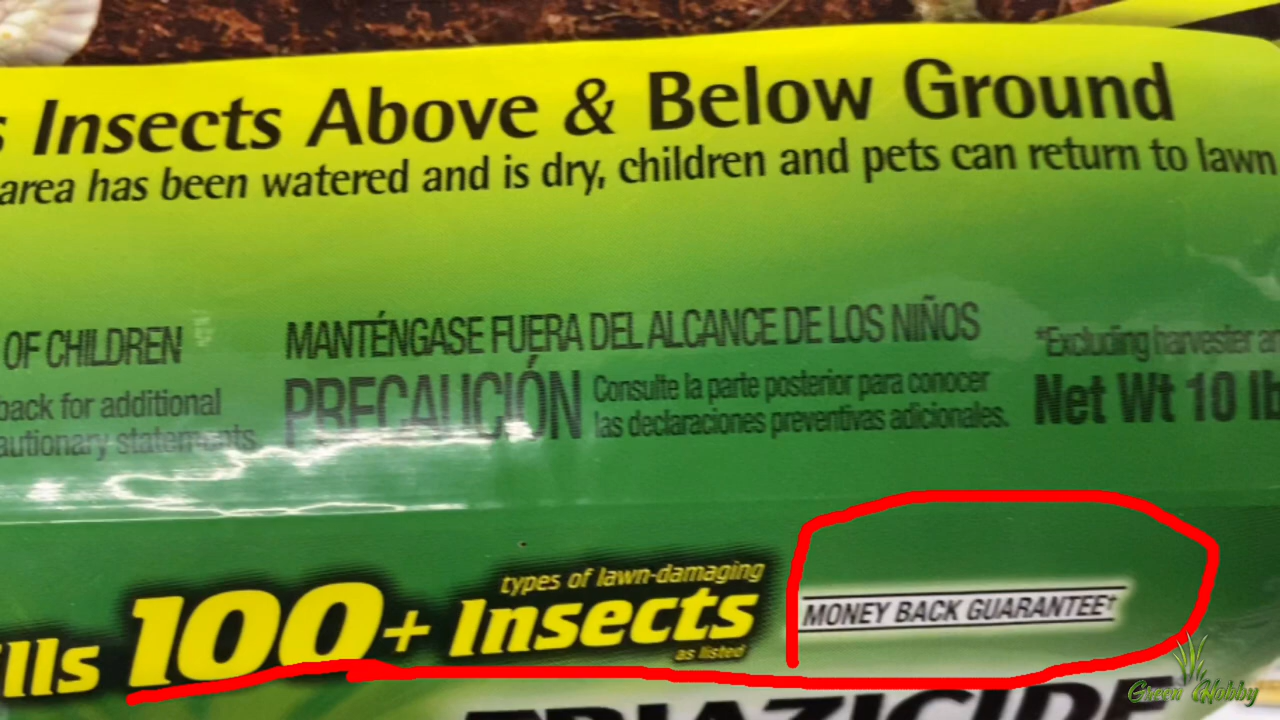 Insects Above & Below Ground
area has been watered and is dry, children and pets can return to lawn
OF CHILDREN
MANTÉNGASE FUERA DEL ALCANCE DE LOS NIÑOS
*Excluding harvester
back for additional
PRECAUCIÓN
Consulte la parte posterior para conocer
Net Wt 10 lb
statements
las declaraciones preventivas adicionales.
types of lawn-damaging
100+ Insects
as listed
MONEY BACK GUARANTEE†
Green Hobby